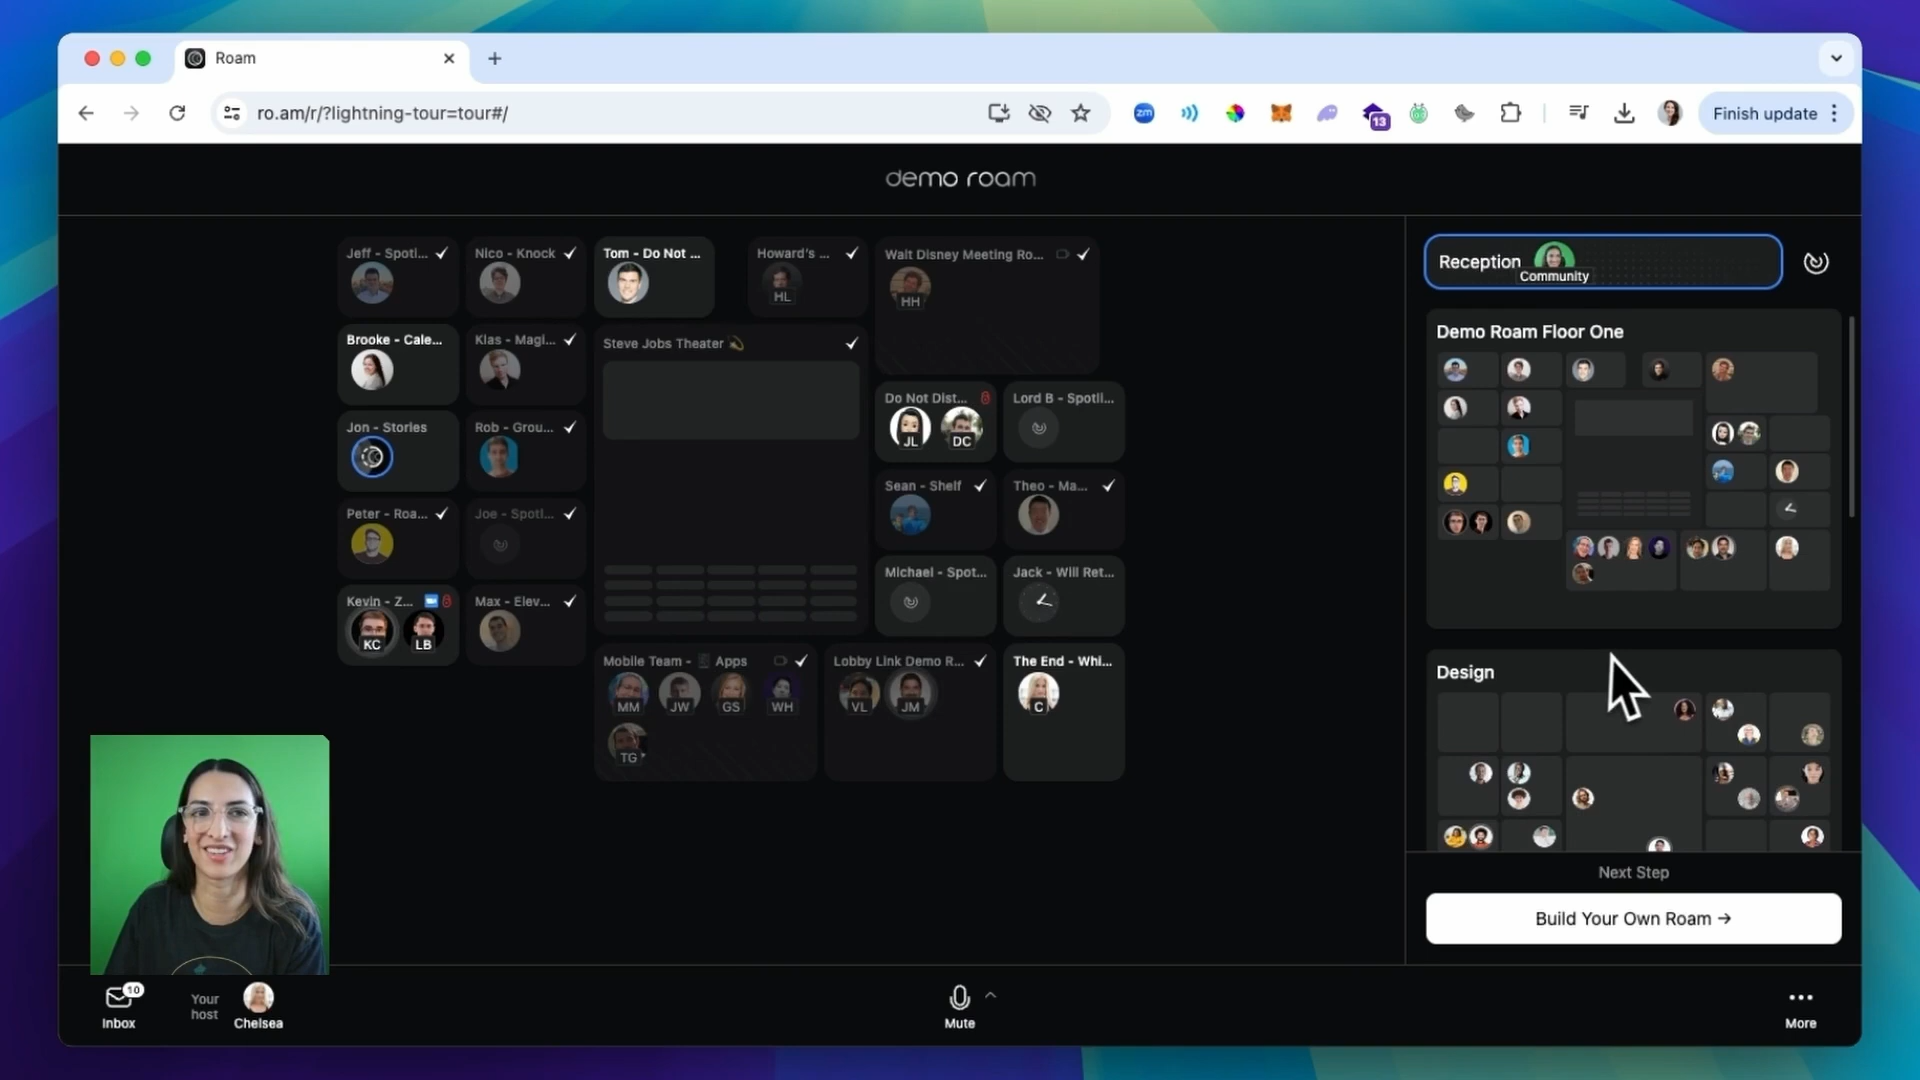 Roam
ro.am/r/?lightning-tour=tour#/
zm
13
Finish update
demo roam
Jeff - Spoti...
Nico - Knock
Tom - Do Not ...
Howard's ...
HL
Walt Disney Meeting Ro...
HH
Brooke - Cale...
Klas - Magi...
Steve Jobs Theater
Do Not Dist...
JL
DC
Lord B - Spotli...
Jon - Stories
Rob - Grou...
Sean - Shelf
Theo - Ma...
Peter - Roa...
Joe - Spotl...
Michael - Spot...
Jack - Will Ret...
Kevin - Z...
KC
LB
Max - Elev...
Mobile Team - Apps
MM
JW
GS
WH
TG
Lobby Link Demo R...
VL
JM
The End - Whi...
C
Reception
Community
Demo Roam Floor One
Design
Next Step
Build Your Own Roam →
10
Inbox
Your
host
Chelsea
Mute
More